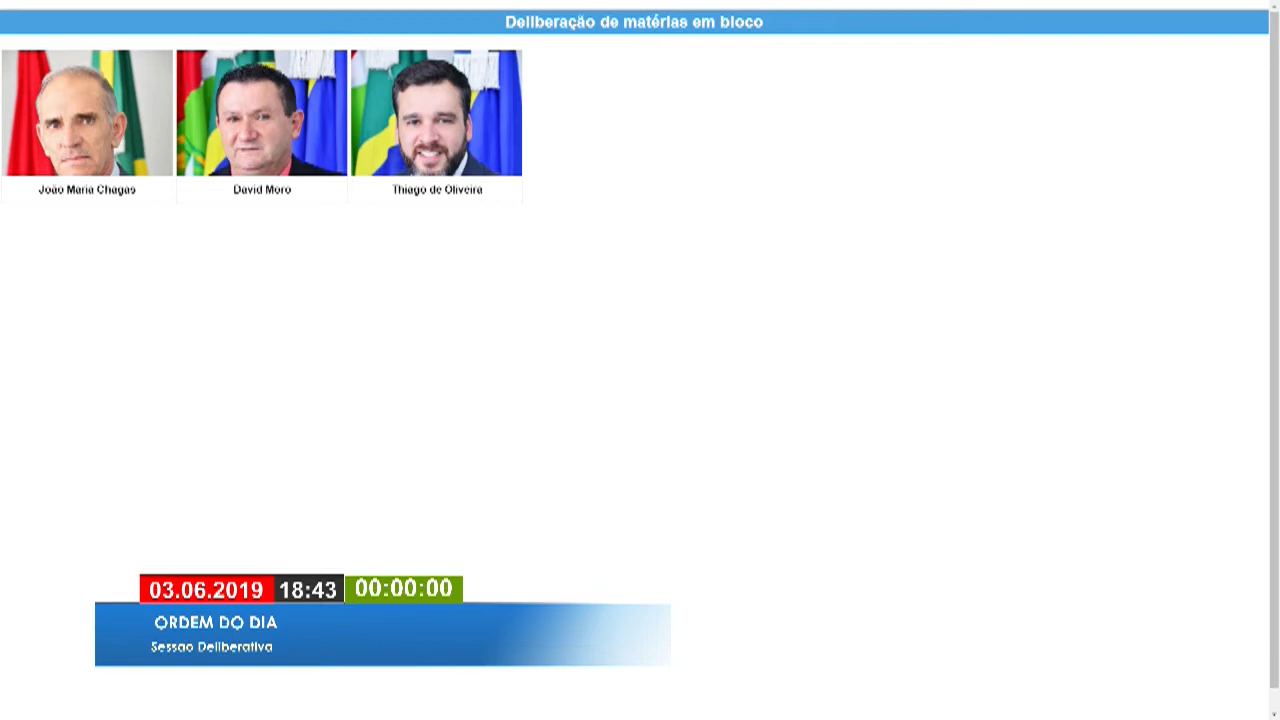 Deliberação de matérias em bloco
João Maria Chagas
David Moro
Thiago de Oliveira
03.06.2019 18:43 00:00:00
ORDEM DO DIA
Sessao Deliberativa